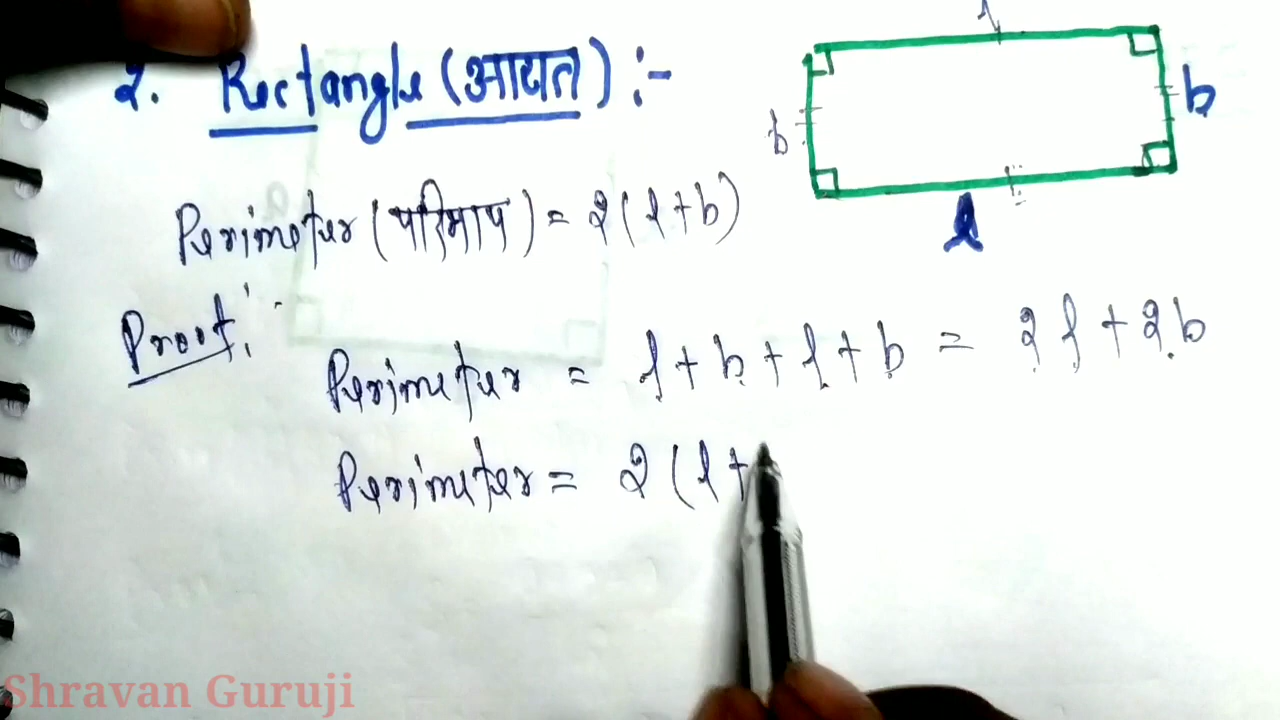 l
2. Rectangle (आयत) :-
b
b
Perimeter (परिमाप) = 2 (l+b)
l
Proof :-
Perimeter = l + b + l + b = 2l + 2b
Perimeter = 2 (l +
Shravan Guruji